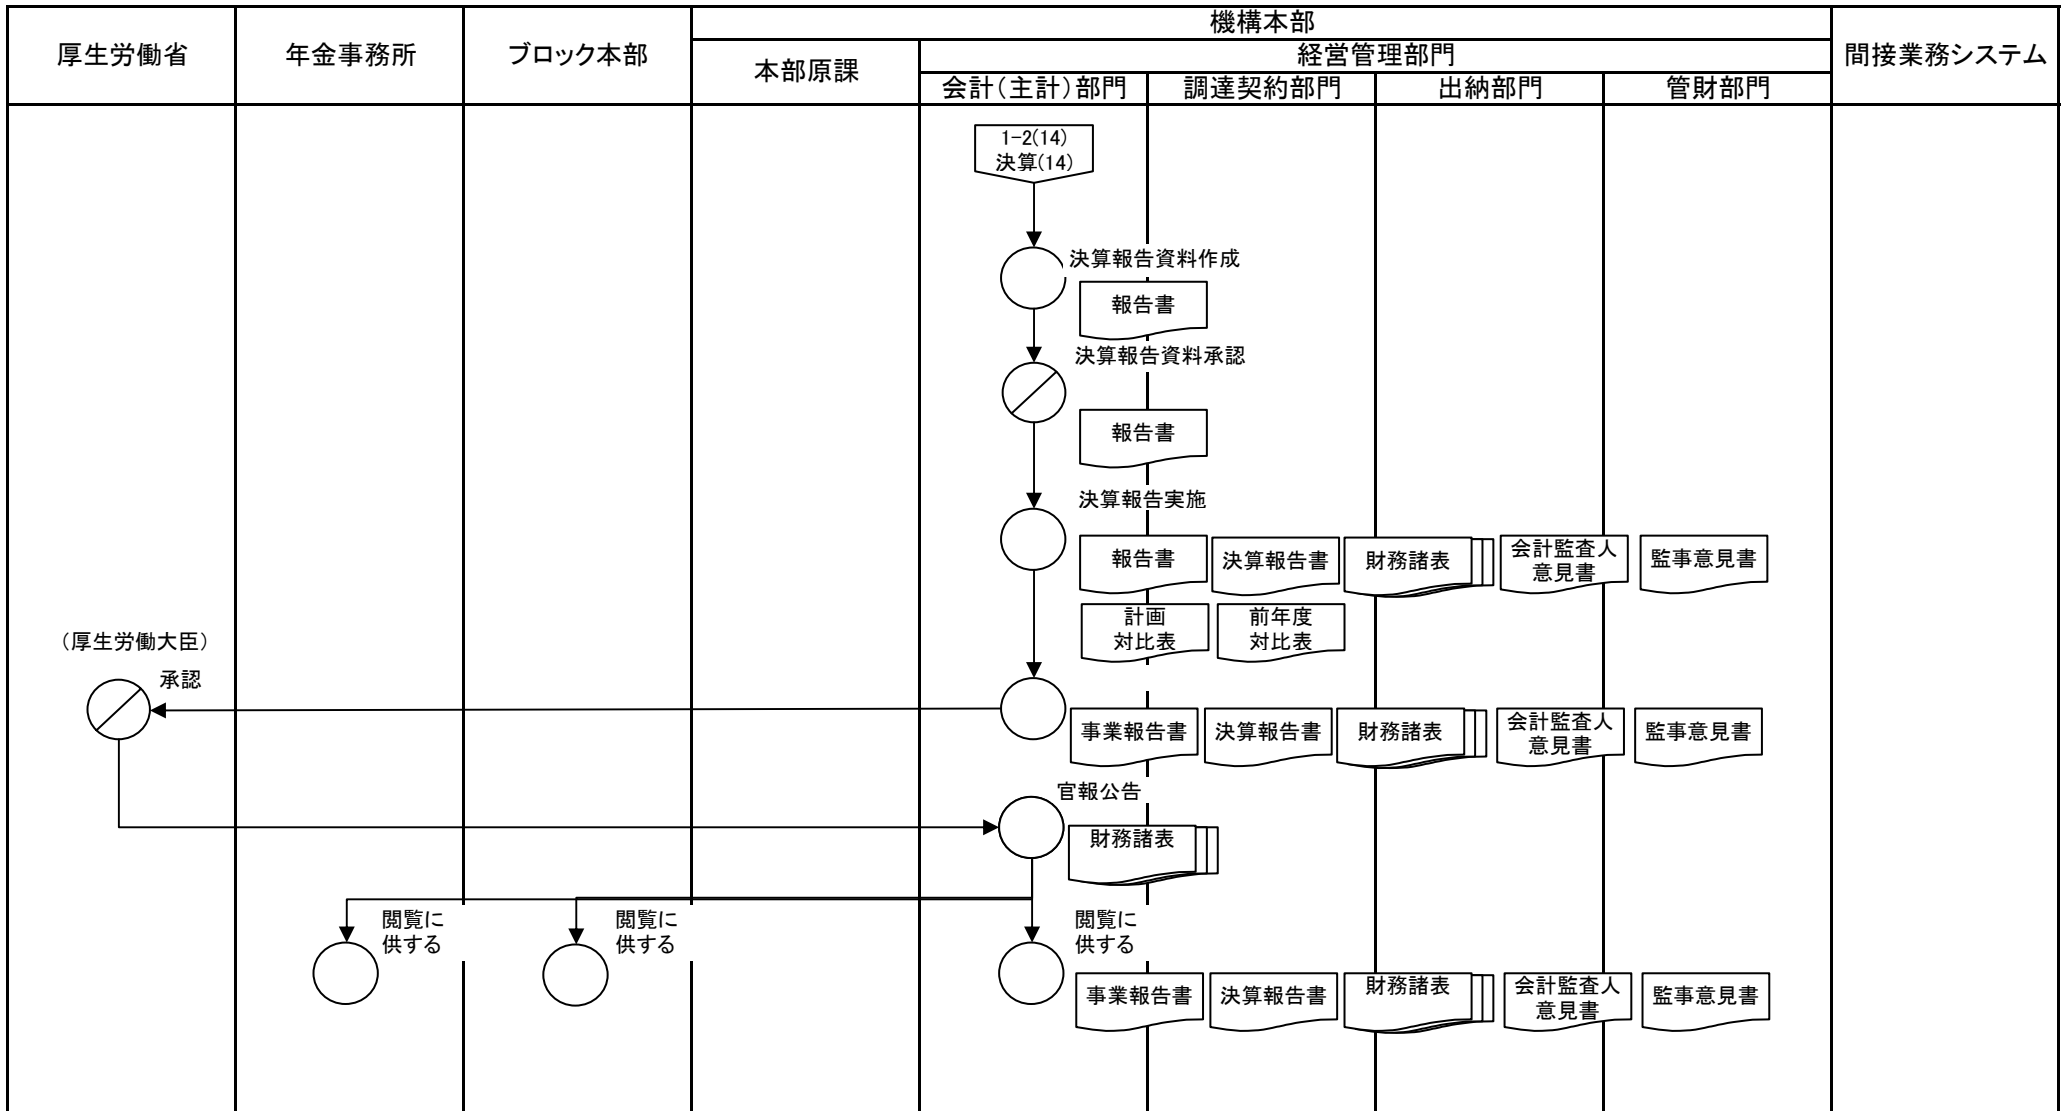 厚生労働省
年金事務所
ブロック本部
機構本部
本部原課
経営管理部門
会計(主計)部門
調達契約部門
出納部門
管財部門
間接業務システム
1-2(14)
決算(14)
決算報告資料作成
報告書
決算報告資料承認
報告書
決算報告実施
報告書
決算報告書
財務諸表
会計監査人
意見書
監事意見書
計画
対比表
前年度
対比表
(厚生労働大臣)
承認
事業報告書
決算報告書
財務諸表
会計監査人
意見書
監事意見書
官報公告
財務諸表
閲覧に
供する
閲覧に
供する
閲覧に
供する
事業報告書
決算報告書
財務諸表
会計監査人
意見書
監事意見書